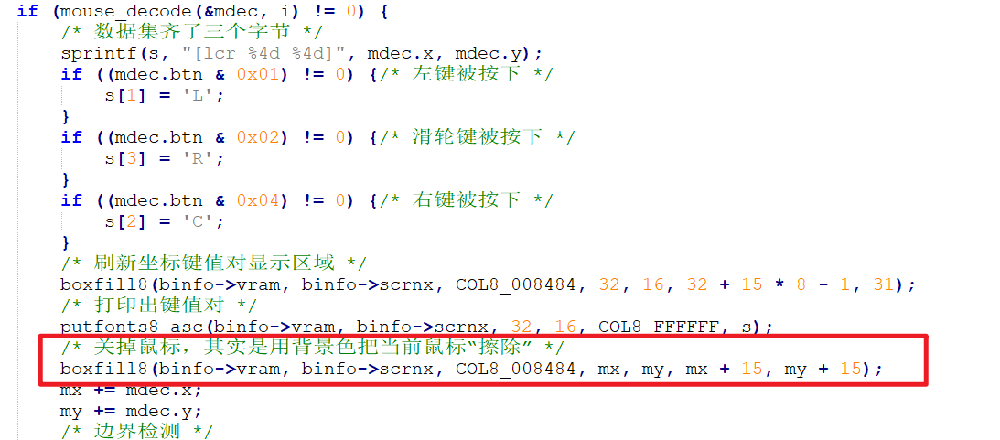 if (mouse_decode(&mdec, i) != 0) {
/* 数据集齐了三个字节 */
sprintf(s, "[lcr %4d %4d]", mdec.x, mdec.y);
if ((mdec.btn & 0x01) != 0) {/* 左键被按下 */
s[1] = 'L';
}
if ((mdec.btn & 0x02) != 0) {/* 滑轮键被按下 */
s[3] = 'R';
}
if ((mdec.btn & 0x04) != 0) {/* 右键被按下 */
s[2] = 'C';
}
/* 刷新坐标键值对显示区域 */
boxfill8(binfo->vram, binfo->scrnx, COL8_008484, 32, 16, 32 + 15 * 8 - 1, 31);
/* 打印出键值对 */
putfonts8_asc(binfo->vram, binfo->scrnx, 32, 16, COL8_FFFFFF, s);
/* 关掉鼠标，其实是用背景色把当前鼠标“擦除” */
boxfill8(binfo->vram, binfo->scrnx, COL8_008484, mx, my, mx + 15, my + 15);
mx += mdec.x;
my += mdec.y;
/* 边界检测 */